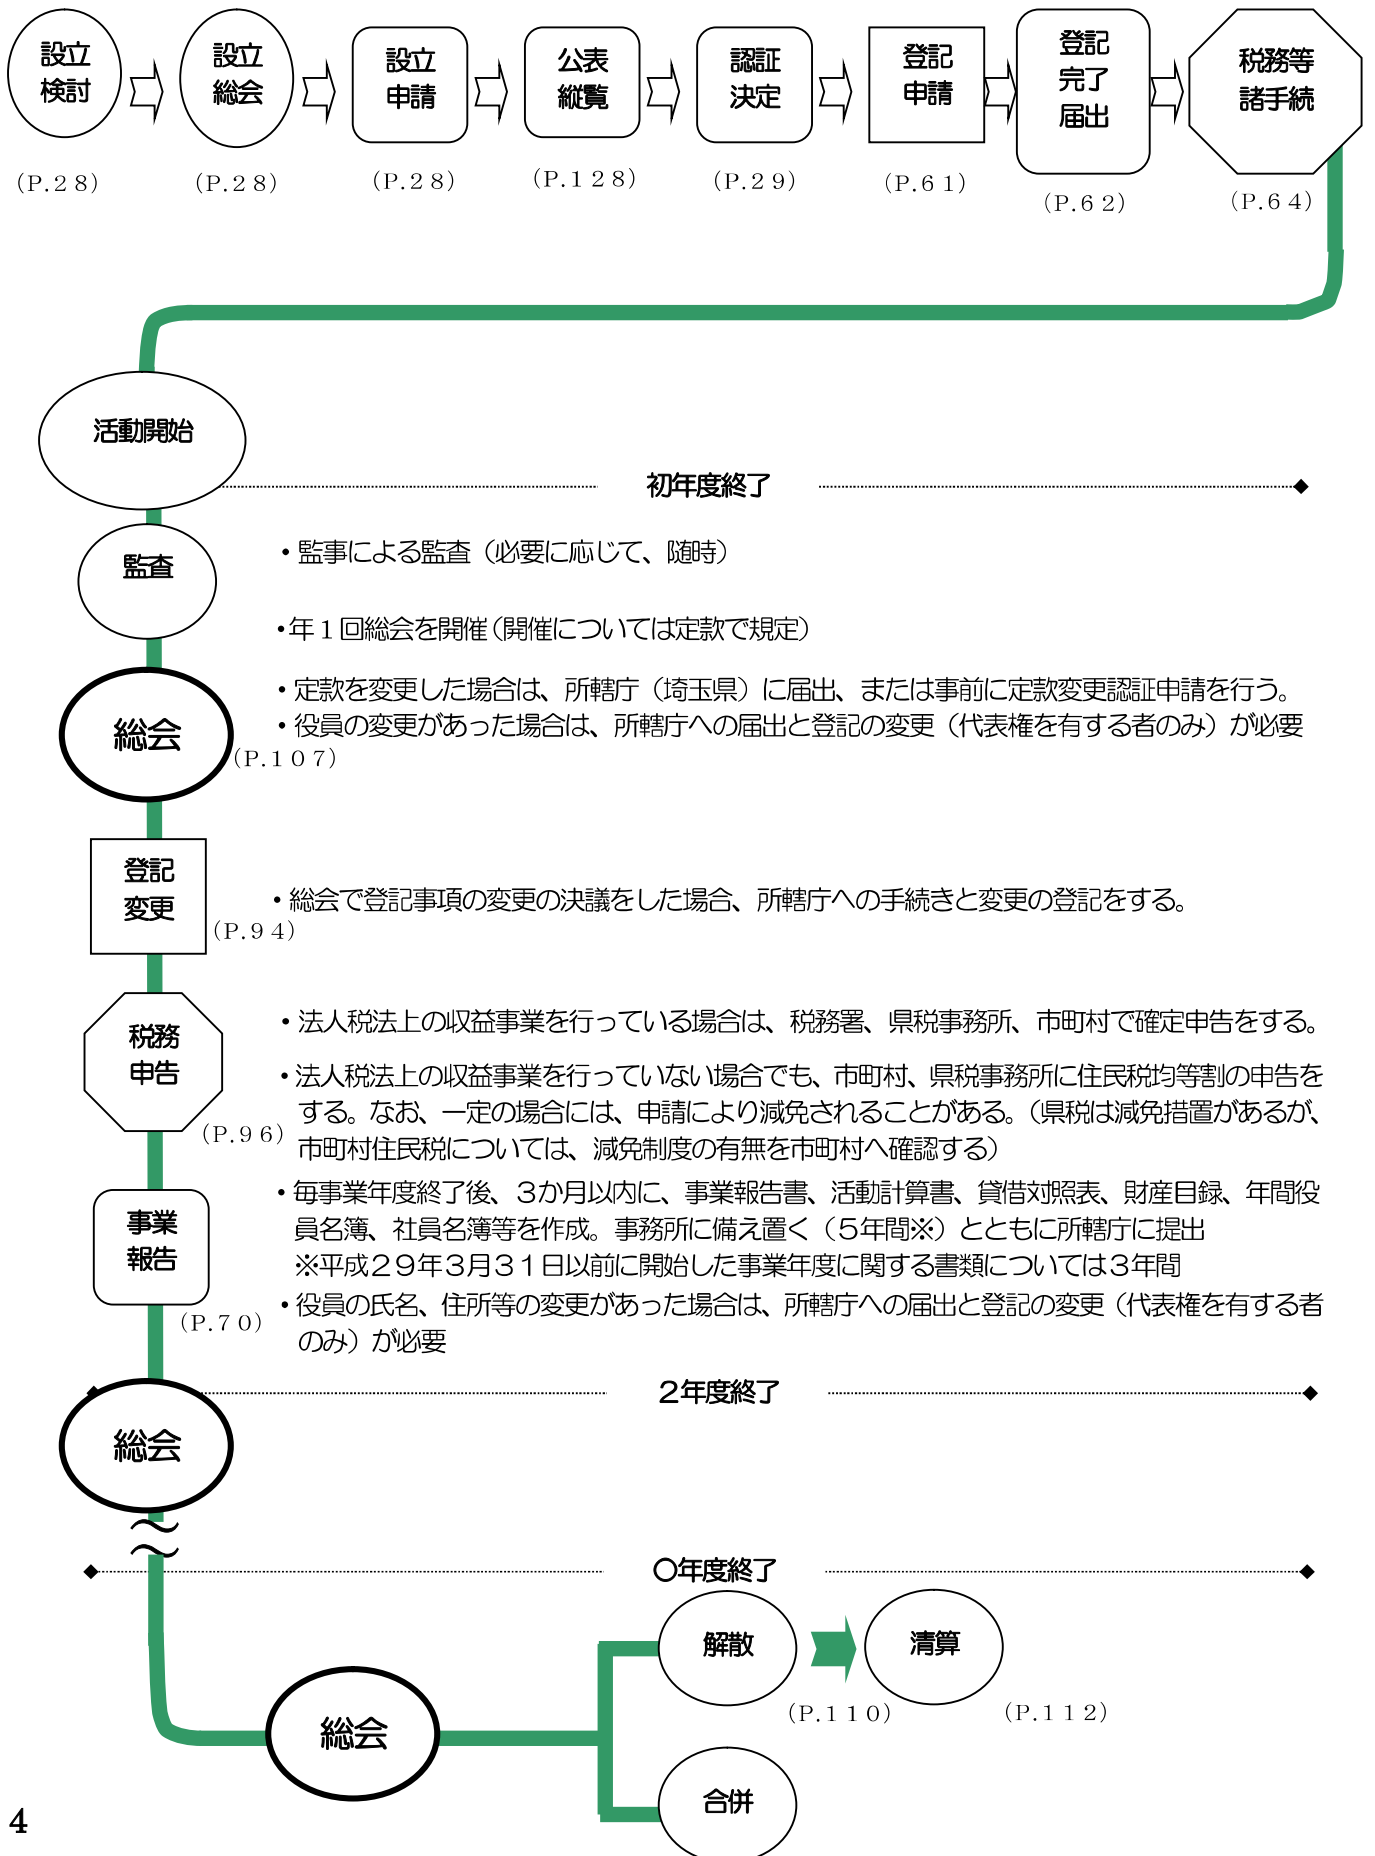 設立
検討
設立
総会
設立
申請
公表
縦覧
認証
決定
登記
申請
登記
完了
届出
税務等
諸手続
（P.２８）
（P.２８）
（P.２８）
（P.１２８）
（P.２９）
（P.６１）
（P.６２）
（P.６４）
活動開始
初年度終了
監査
・監事による監査（必要に応じて、随時）
・年１回総会を開催（開催については定款で規定）
総会
（P.１０７）
・定款を変更した場合は、所轄庁（埼玉県）に届出、または事前に定款変更認証申請を行う。
・役員の変更があった場合は、所轄庁への届出と登記の変更（代表権を有する者のみ）が必要
登記
変更
（P.９４）
・総会で登記事項の変更の決議をした場合、所轄庁への手続きと変更の登記をする。
税務
申告
（P.９６）
・法人税法上の収益事業を行っている場合は、税務署、県税事務所、市町村で確定申告をする。
・法人税法上の収益事業を行っていない場合でも、市町村、県税事務所に住民税均等割の申告を
する。なお、一定の場合には、申請により減免されることがある。（県税は減免措置があるが、
市町村住民税については、減免制度の有無を市町村へ確認する）
事業
報告
（P.７０）
・毎事業年度終了後、３か月以内に、事業報告書、活動計算書、貸借対照表、財産目録、年間役
員名簿、社員名簿等を作成。事務所に備え置く（５年間※）とともに所轄庁に提出
※平成２９年３月３１日以前に開始した事業年度に関する書類については３年間
・役員の氏名、住所等の変更があった場合は、所轄庁への届出と登記の変更（代表権を有する者
のみ）が必要
２年度終了
総会
～
～
〇年度終了
解散
（P.１１０）
清算
（P.１１２）
総会
合併
4